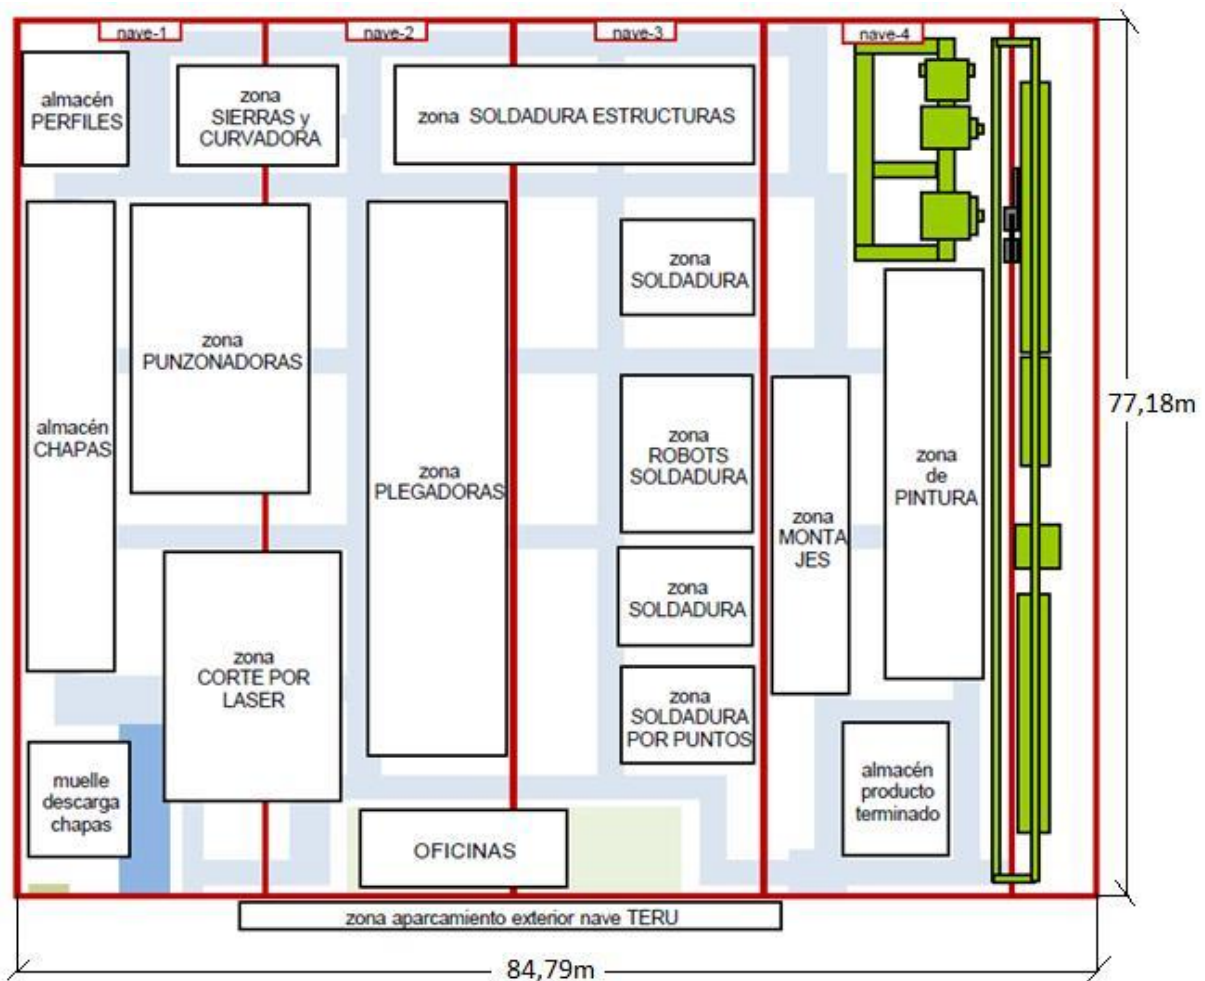 nave-1
nave-2
nave-3
nave-4
almacén
PERFILES
zona
SIERRAS y
CURVADORA
zona SOLDADURA ESTRUCTURAS
zona
SOLDADURA
zona
PUNZONADORAS
almacén
CHAPAS
zona
PLEGADORAS
zona
ROBOTS
SOLDADURA
zona
MONTA
JES
zona
de
PINTURA
77,18m
zona
SOLDADURA
zona
CORTE POR
LASER
zona
SOLDADURA
POR PUNTOS
muelle
descarga
chapas
almacén
producto
terminado
OFICINAS
zona aparcamiento exterior nave TERU
84,79m